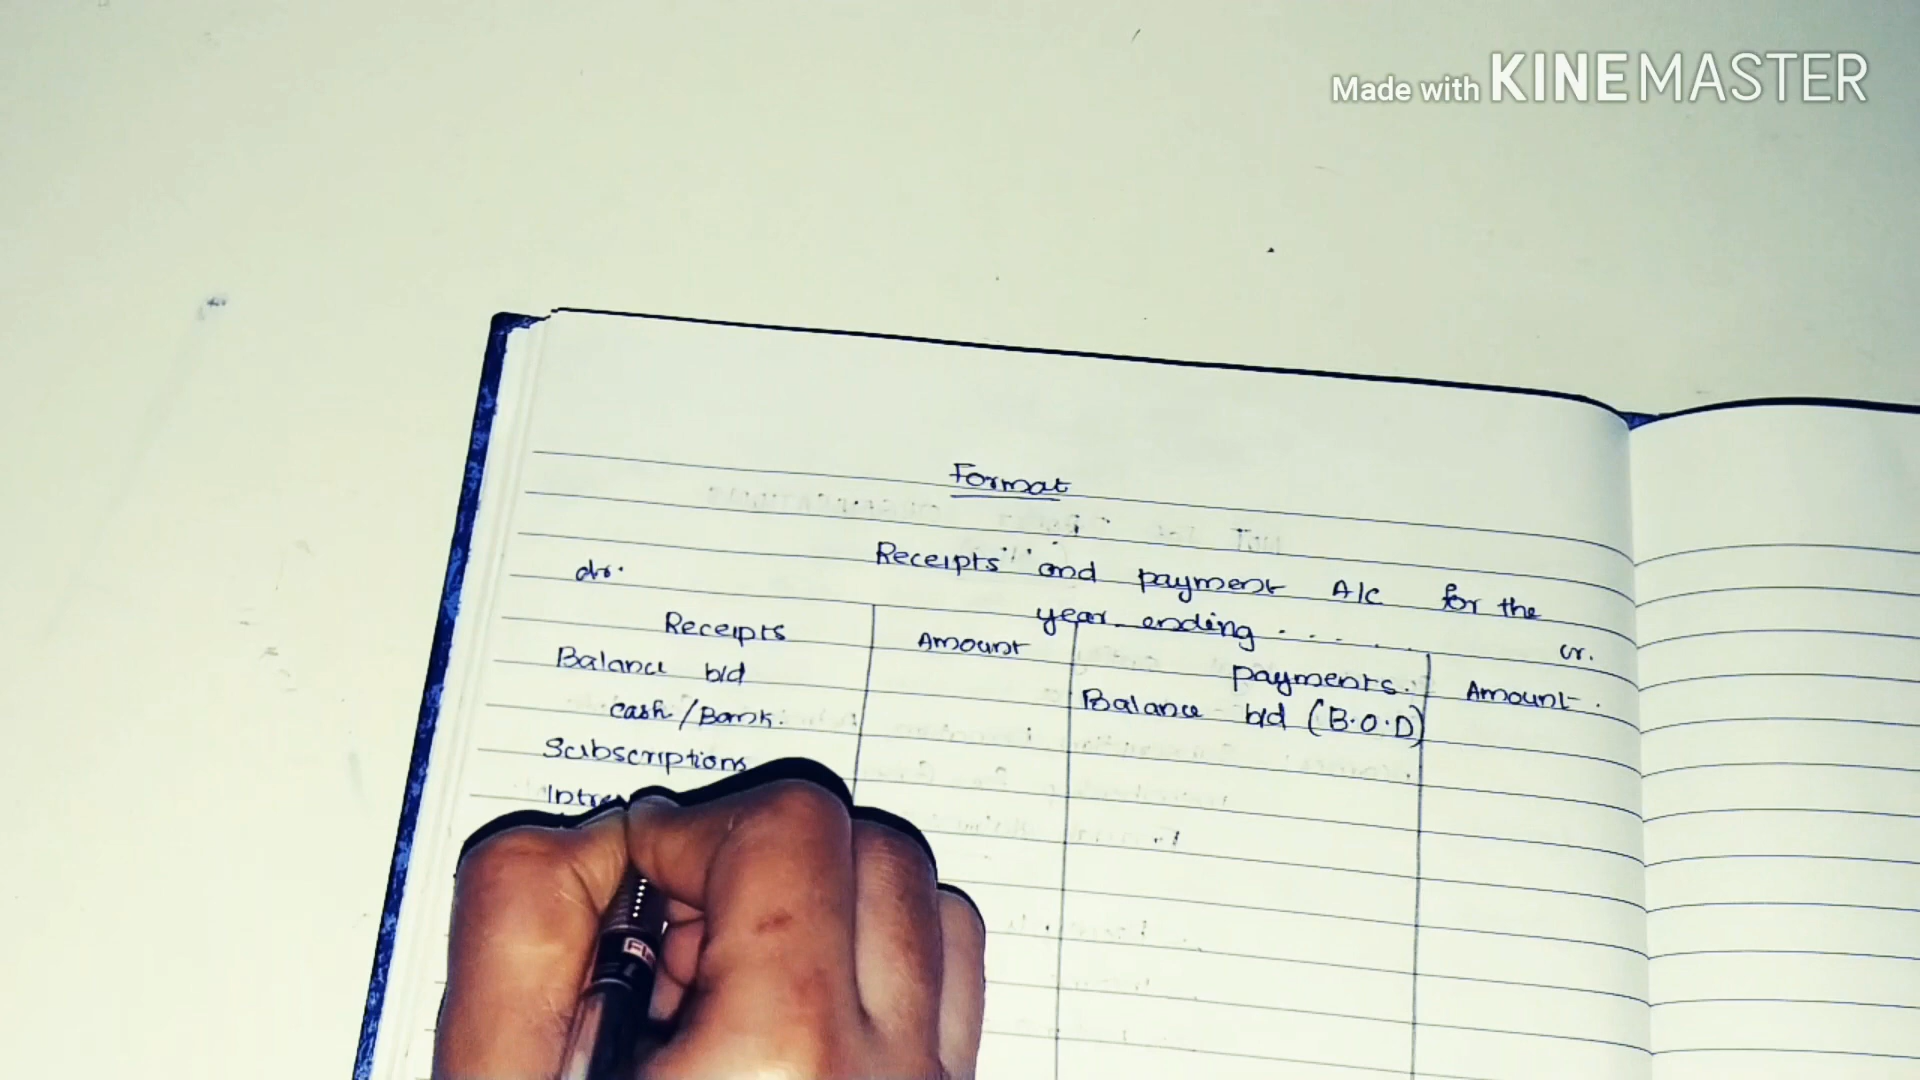 Made with KINEMASTER
Format
Receipts and payment A/c for the
year ending . . . . .
dr.
cr.
Receipts Amount payments. Amount.
Balance b/d Balance b/d (B.O.D)
cash/Bank.
Subscriptions